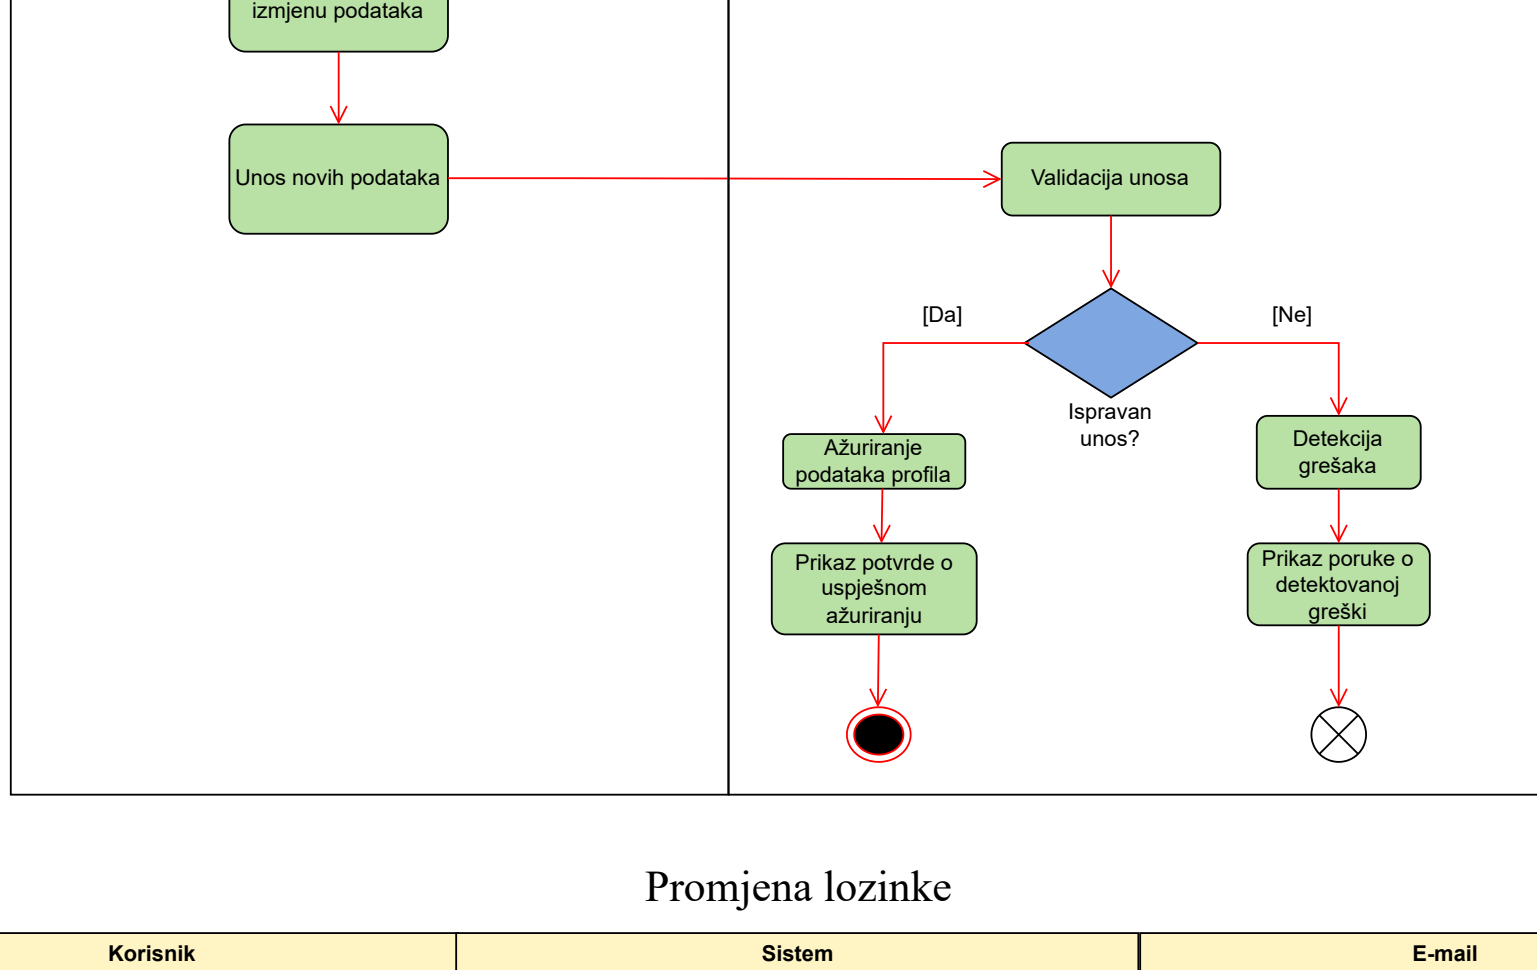 izmjenu podataka
Unos novih podataka
Validacija unosa
[Da]
[Ne]
Ispravan
unos?
Ažuriranje
podataka profila
Detekcija
grešaka
Prikaz potvrde o
uspješnom
ažuriranju
Prikaz poruke o
detektovanoj
greški
Promjena lozinke
Korisnik
Sistem
E-mail